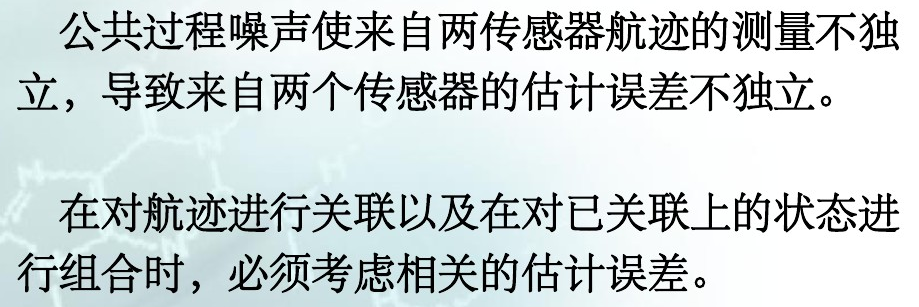 公共过程噪声使来自两传感器航迹的测量不独
立，导致来自两个传感器的估计误差不独立。
在对航迹进行关联以及在对已关联上的状态进
行组合时，必须考虑相关的估计误差。